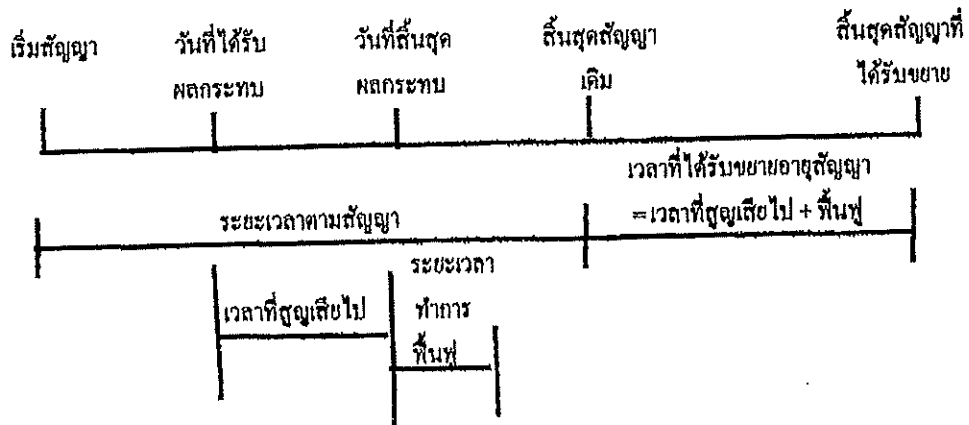 เริ่มสัญญา
วันที่ได้รับ
ผลกระทบ
วันที่สิ้นสุด
ผลกระทบ
สิ้นสุดสัญญา
เดิม
สิ้นสุดสัญญาที่
ได้รับขยาย
เวลาที่ได้รับขยายอายุสัญญา
=เวลาที่สูญเสียไป + ฟื้นฟู
ระยะเวลาตามสัญญา
เวลาที่สูญเสียไป
ระยะเวลา
ทำการ
ฟื้นฟู